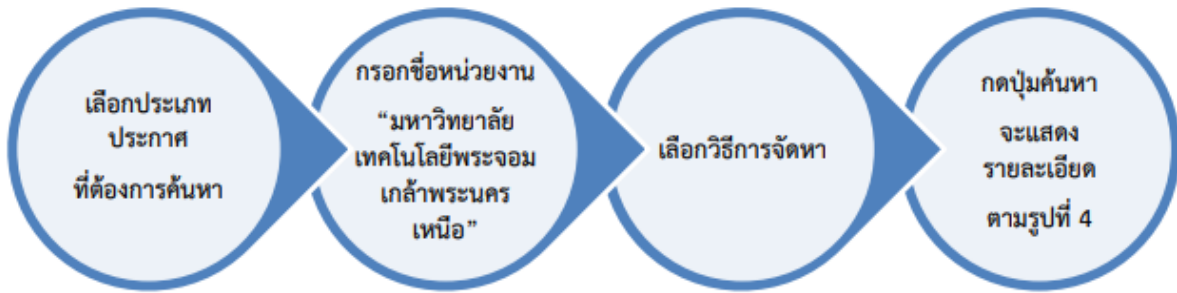 เลือกประเภท
ประกาศ
ที่ต้องการค้นหา
กรอกชื่อหน่วยงาน
“มหาวิทยาลัย
เทคโนโลยีพระจอม
เกล้าพระนคร
เหนือ”
เลือกวิธีการจัดหา
กดปุ่มค้นหา
จะแสดง
รายละเอียด
ตามรูปที่ 4